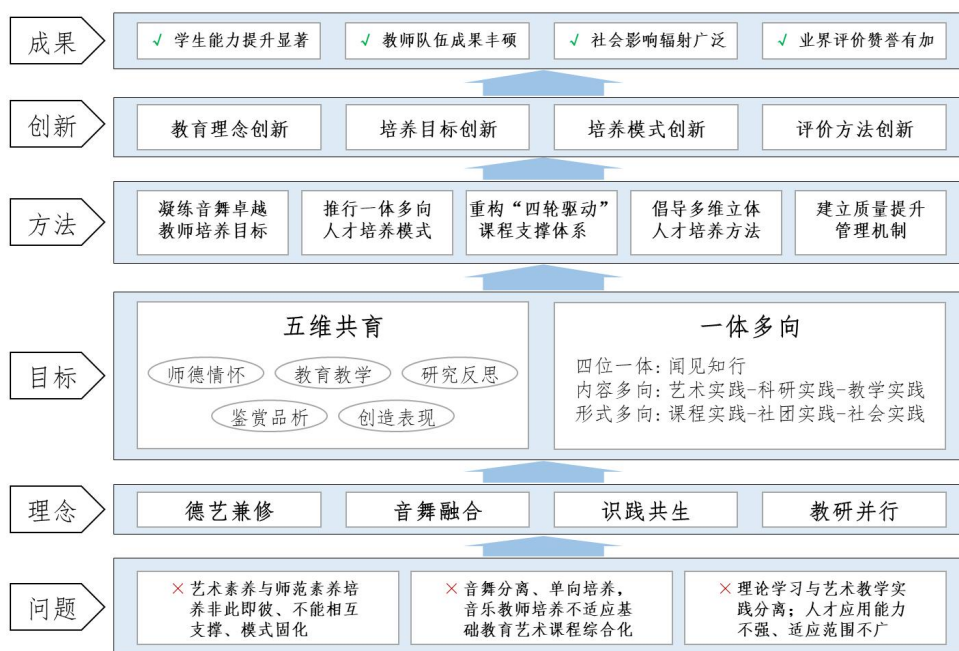 成果
√ 学生能力提升显著
√ 教师队伍成果丰硕
√ 社会影响辐射广泛
√ 业界评价赞誉有加
创新
教育理念创新
培养目标创新
培养模式创新
评价方法创新
方法
凝练音舞卓越
教师培养目标
推行一体多向
人才培养模式
重构“四轮驱动”
课程支撑体系
倡导多维立体
人才培养方法
建立质量提升
管理机制
目标
五维共育
师德情怀
教育教学
研究反思
鉴赏品析
创造表现
一体多向
四位一体: 闻见知行
内容多向: 艺术实践-科研实践-教学实践
形式多向: 课程实践-社团实践-社会实践
理念
德艺兼修
音舞融合
识践共生
教研并行
问题
× 艺术素养与师范素养培
养非此即彼、不能相互
支撑、模式固化
× 音舞分离、单向培养，
音乐教师培养不适应基
础教育艺术课程综合化
× 理论学习与艺术教学实
践分离; 人才应用能力
不强、适应范围不广